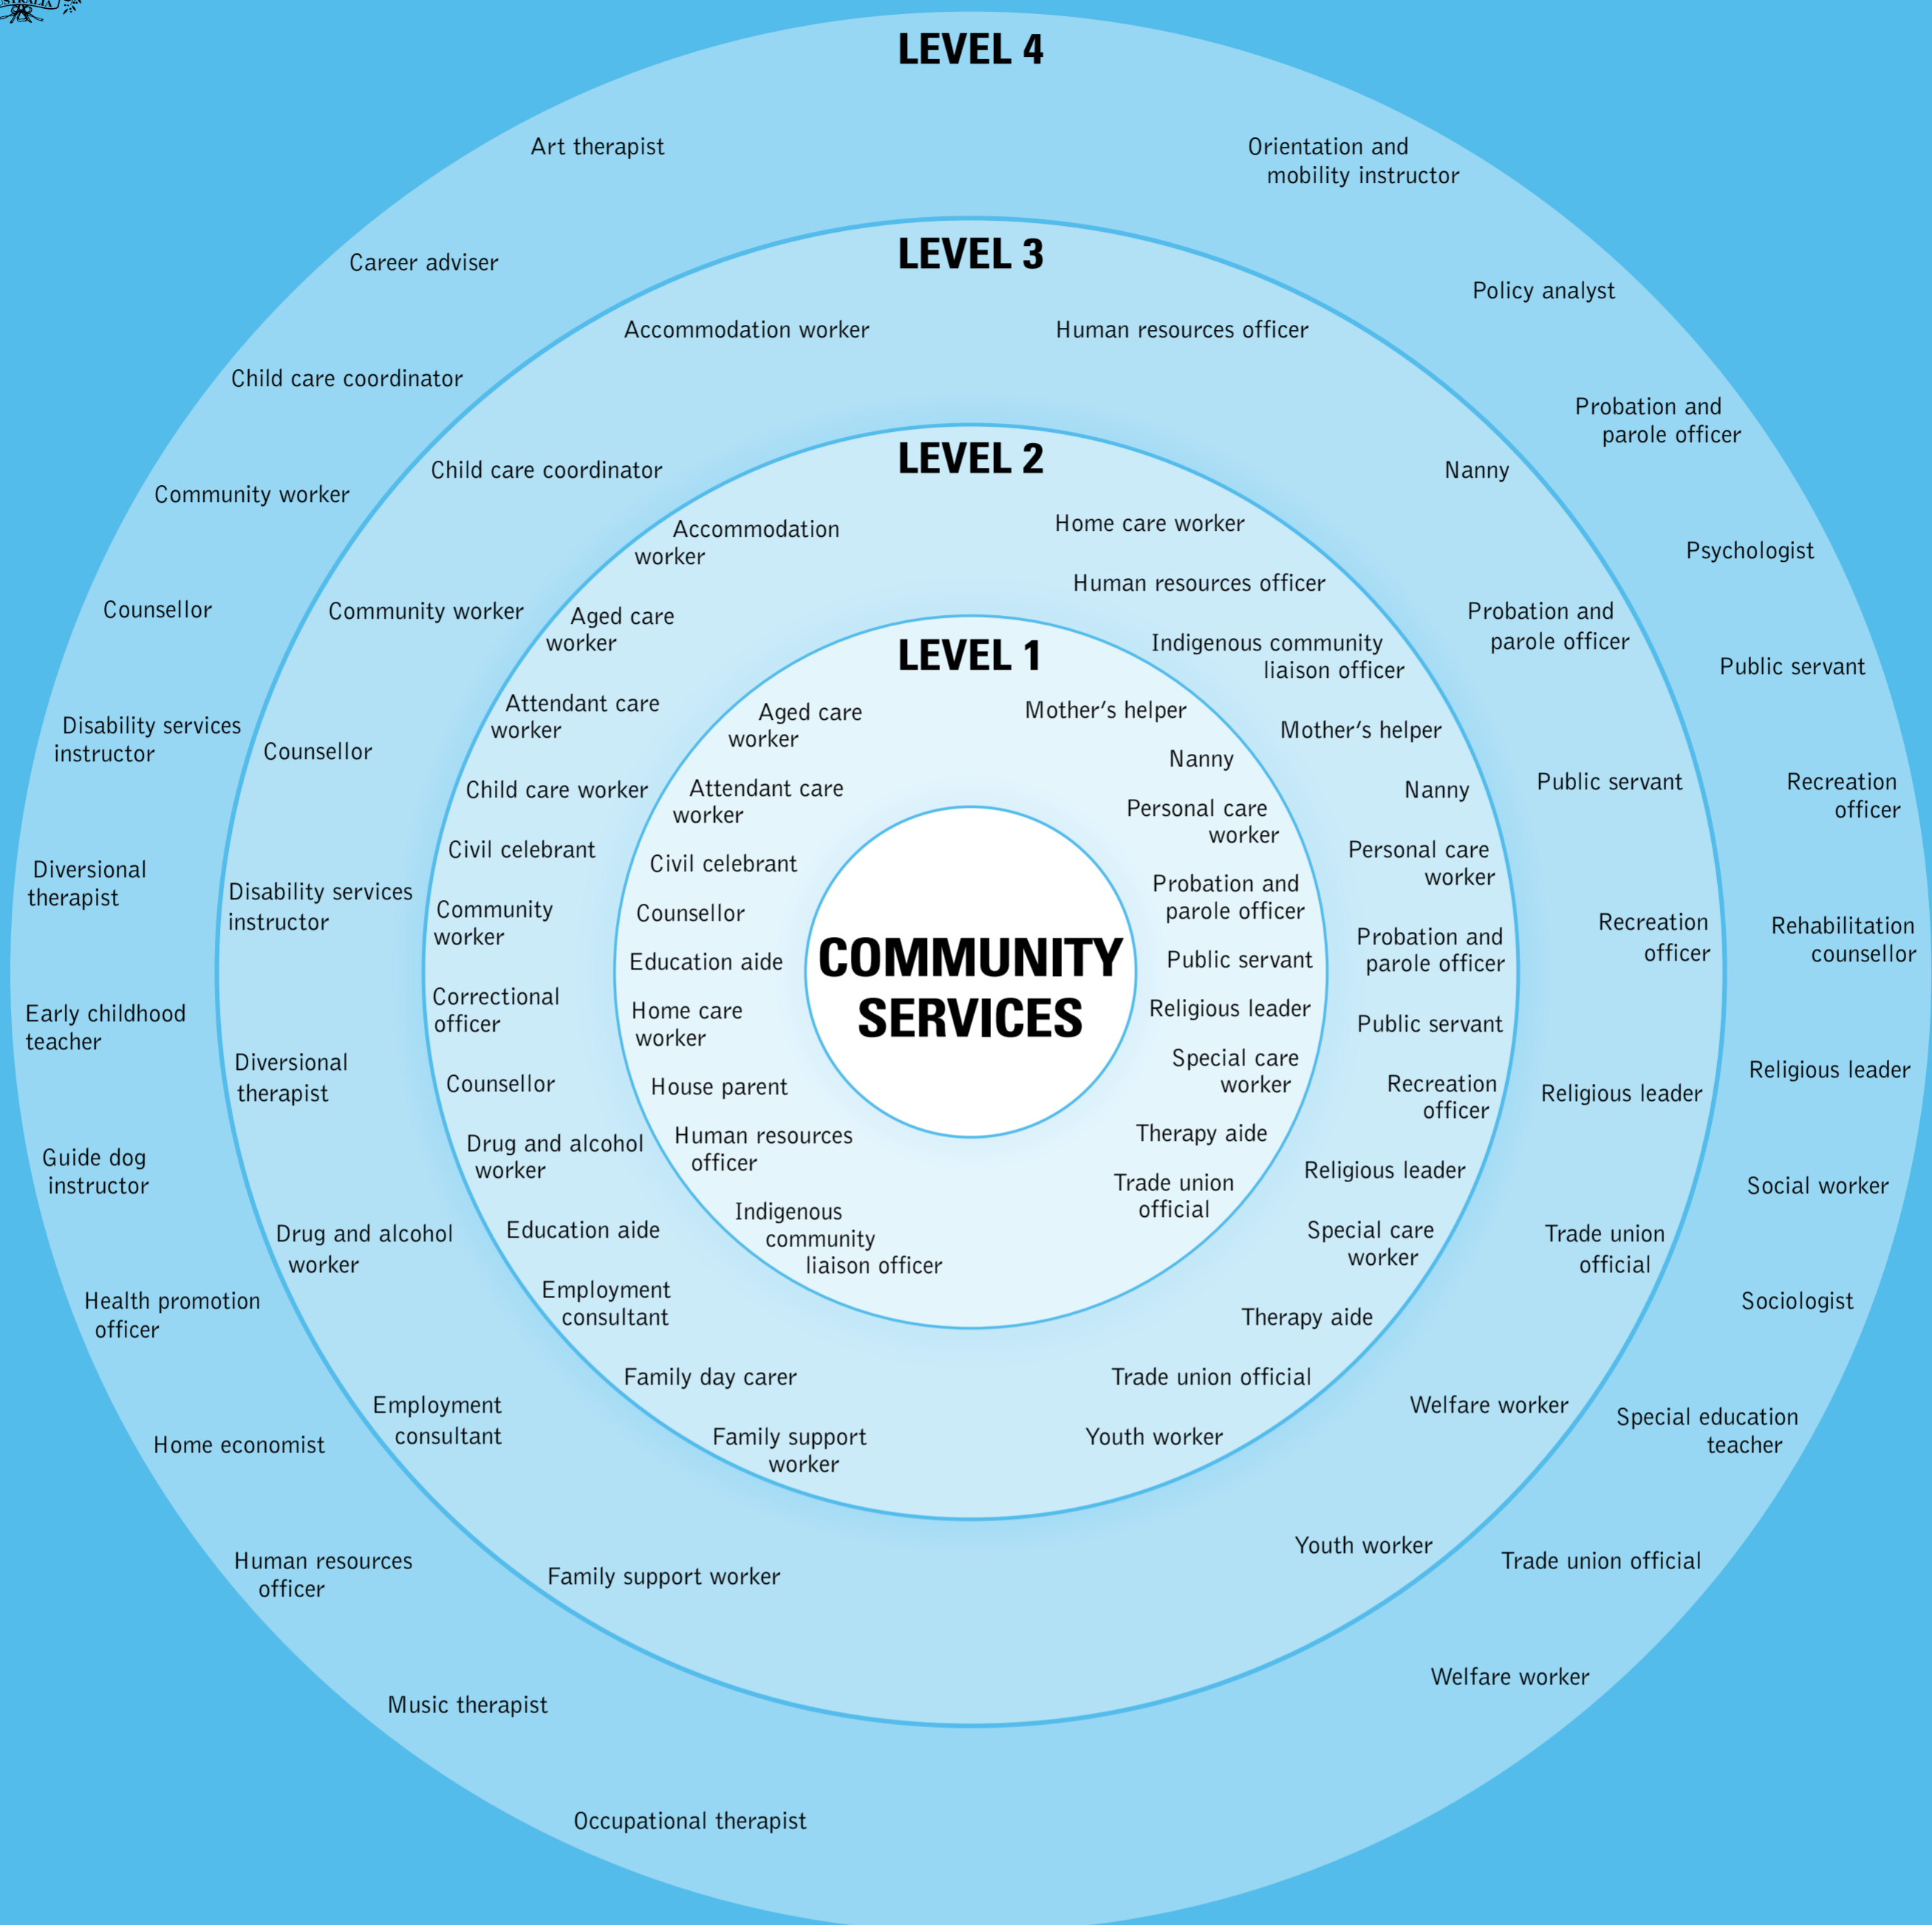 LEVEL 4
Art therapist
Career adviser
Child care coordinator
Community worker
Counsellor
Disability services
instructor
Diversional
therapist
Early childhood
teacher
Guide dog
instructor
Health promotion
officer
Home economist
Human resources
officer
Music therapist
Occupational therapist
Orientation and
mobility instructor
Policy analyst
Probation and
parole officer
Psychologist
Public servant
Recreation
officer
Rehabilitation
counsellor
Religious leader
Social worker
Sociologist
Special education
teacher
Trade union official
Welfare worker
LEVEL 3
Accommodation worker
Child care coordinator
Community worker
Counsellor
Disability services
instructor
Diversional
therapist
Drug and alcohol
worker
Employment
consultant
Family support worker
Human resources officer
Nanny
Probation and
parole officer
Public servant
Recreation
officer
Religious leader
Trade union
official
Welfare worker
Youth worker
LEVEL 2
Accommodation
worker
Aged care
worker
Attendant care
worker
Child care worker
Civil celebrant
Community
worker
Correctional
officer
Counsellor
Drug and alcohol
worker
Education aide
Employment
consultant
Family day carer
Family support
worker
Home care worker
Human resources officer
Indigenous community
liaison officer
Mother's helper
Nanny
Personal care
worker
Probation and
parole officer
Public servant
Recreation
officer
Religious leader
Special care
worker
Therapy aide
Trade union official
Youth worker
LEVEL 1
Aged care
worker
Attendant care
worker
Civil celebrant
Counsellor
Education aide
Home care
worker
House parent
Human resources
officer
Indigenous
community
liaison officer
Mother's helper
Nanny
Personal care
worker
Probation and
parole officer
Public servant
Religious leader
Special care
worker
Therapy aide
Trade union
official
COMMUNITY
SERVICES